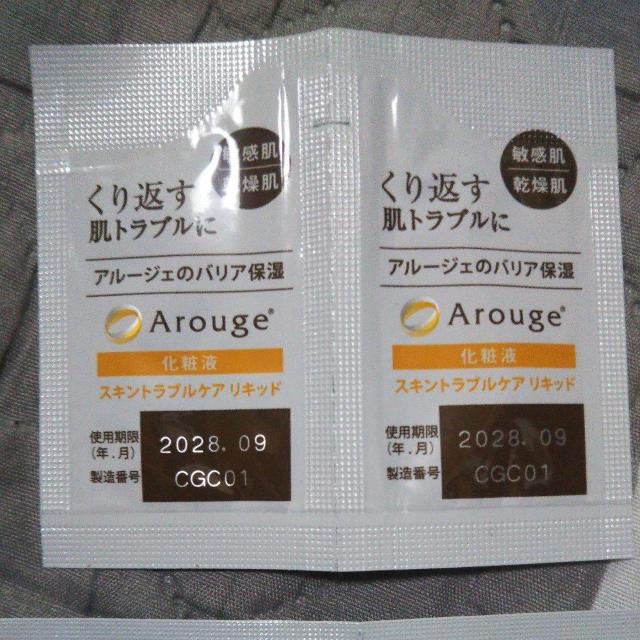 敏感肌
乾燥肌
くり返す
肌トラブルに
アルージェのバリア保湿
Arouge®
化粧液
スキントラブルケア リキッド
使用期限
(年.月)
2028.09
製造番号
CGC01
敏感肌
乾燥肌
くり返す
肌トラブルに
アルージェのバリア保湿
Arouge®
化粧液
スキントラブルケア リキッド
使用期限
(年.月)
2028.09
製造番号
CGC01